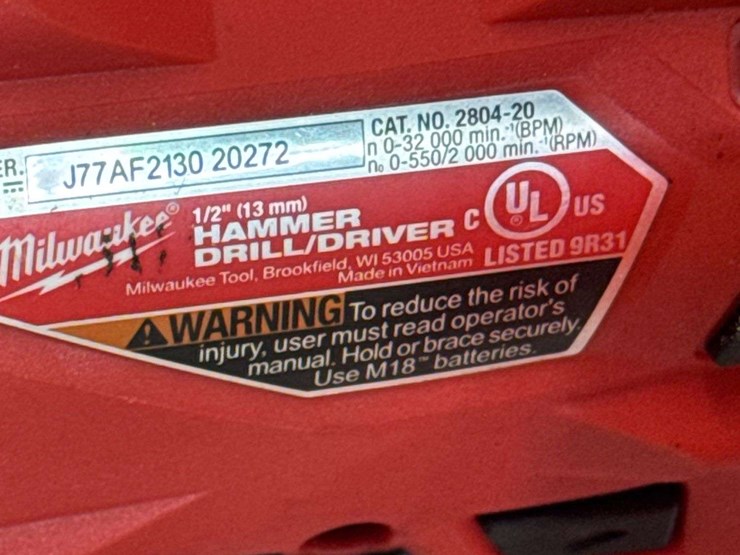 ER. J77AF2130 20272
CAT. NO. 2804-20
n 0-32 000 min.⁻¹(BPM)
n₀ 0-550/2 000 min.⁻¹(RPM)
Milwaukee®
1/2" (13 mm)
HAMMER
DRILL/DRIVER
Milwaukee Tool, Brookfield, WI 53005 USA
Made in Vietnam
C UL® US
LISTED 9R31
WARNING To reduce the risk of
injury, user must read operator's
manual. Hold or brace securely.
Use M18™ batteries.